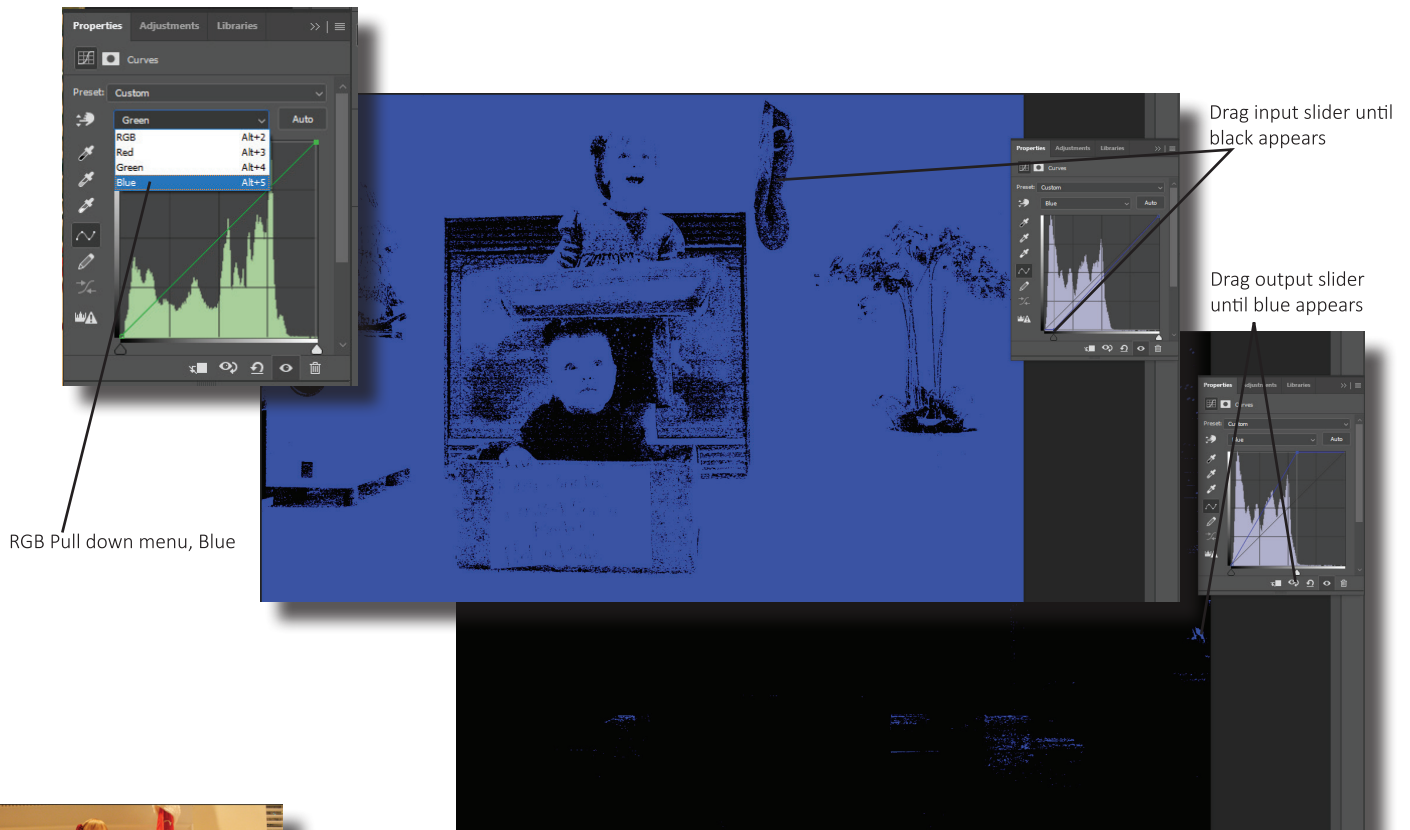 Properties Adjustments Libraries
Curves
Preset: Custom
Green Auto
RGB Alt+2
Red Alt+3
Green Alt+4
Blue Alt+5
RGB Pull down menu, Blue
Drag input slider until
black appears
Properties Adjustments Libraries
Curves
Preset: Custom
Blue Auto
Drag output slider
until blue appears
Properties Adjustments Libraries
Curves
Preset: Custom
Blue Auto